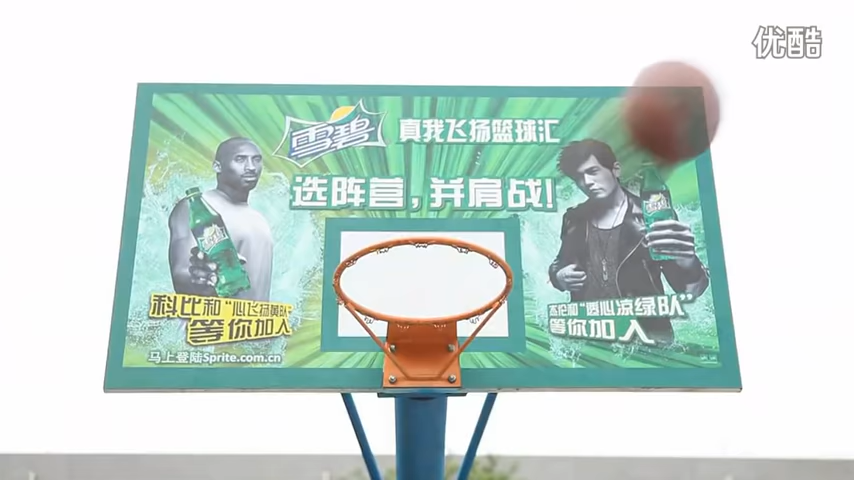 优酷
雪碧
真我飞扬篮球汇
选阵营,并肩战!
科比和“心飞扬黄队”
等你加入
马上登陆Sprite.com.cn
杰伦和“透心凉绿队”
等你加入